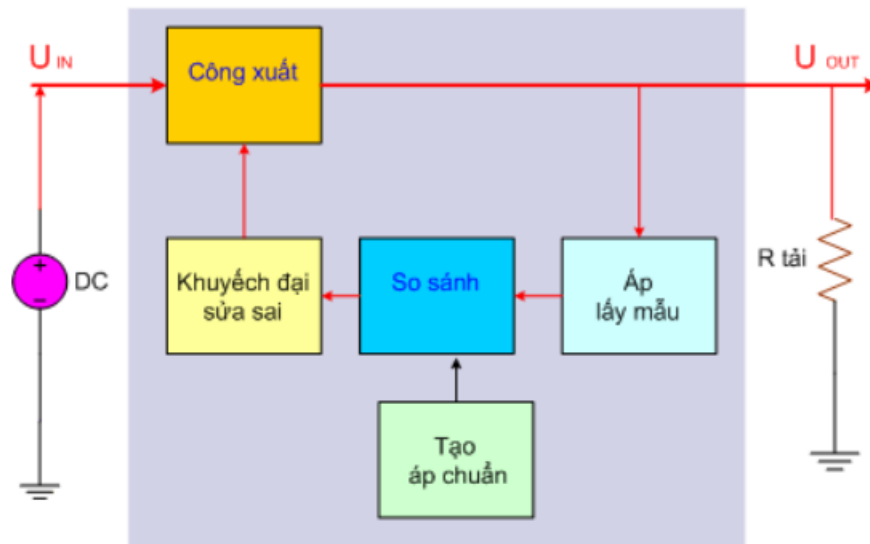 U IN
Công xuất
U OUT
+
−
DC
Khuyếch đại
sửa sai
So sánh
Áp
lấy mẫu
R tải
Tạo
áp chuẩn